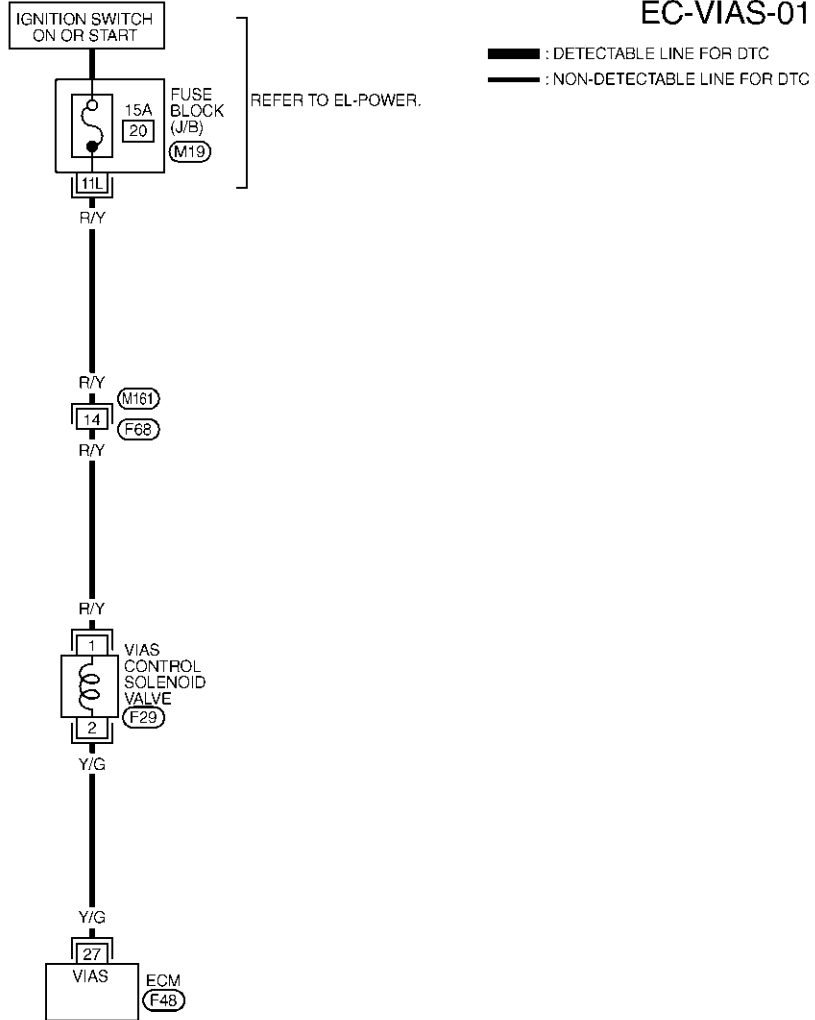 EC-VIAS-01
IGNITION SWITCH
ON OR START
: DETECTABLE LINE FOR DTC
: NON-DETECTABLE LINE FOR DTC
REFER TO EL-POWER.
15A
20
FUSE
BLOCK
(J/B)
M19
11L
R/Y
R/Y
M161
14
F68
R/Y
R/Y
1
VIAS
CONTROL
SOLENOID
VALVE
F29
2
Y/G
Y/G
27
VIAS
ECM
F48